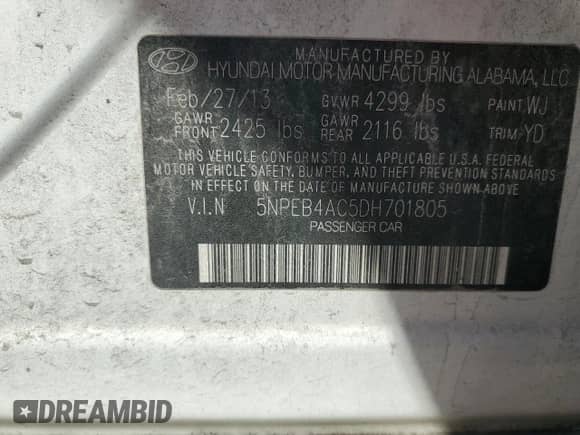 MANUFACTURED BY
HYUNDAI MOTOR MANUFACTURING ALABAMA, LLC
Feb/27/13 GVWR 4299 lbs PAINT WJ
GAWR FRONT 2425 lbs GAWR REAR 2116 lbs TRIM YD
THIS VEHICLE CONFORMS TO ALL APPLICABLE U.S.A. FEDERAL
MOTOR VEHICLE SAFETY, BUMPER, AND THEFT PREVENTION
STANDARDS IN EFFECT ON THE DATE OF MANUFACTURE SHOWN ABOVE.
V.I.N 5NPEB4AC5DH701805
PASSENGER CAR
DREAMBID